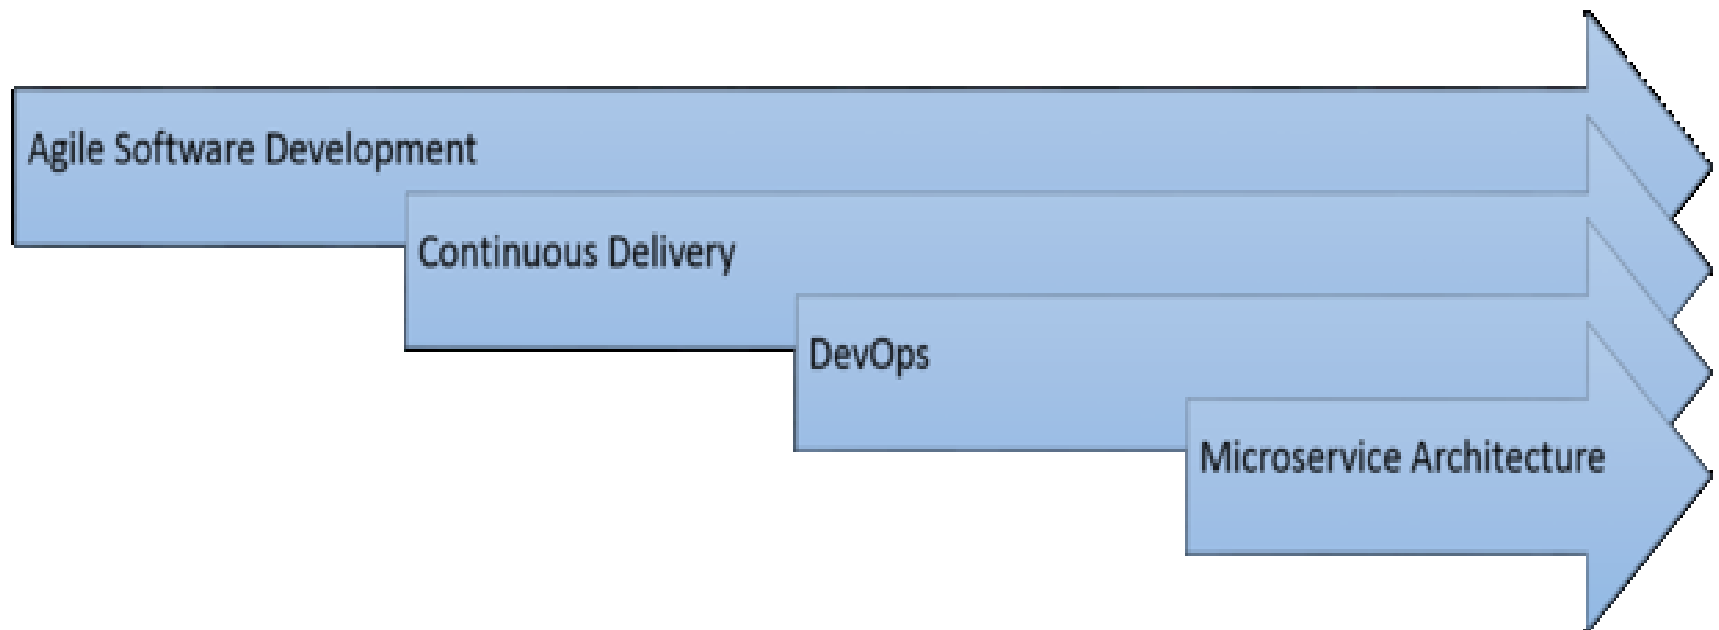 Agile Software Development
Continuous Delivery
DevOps
Microservice Architecture